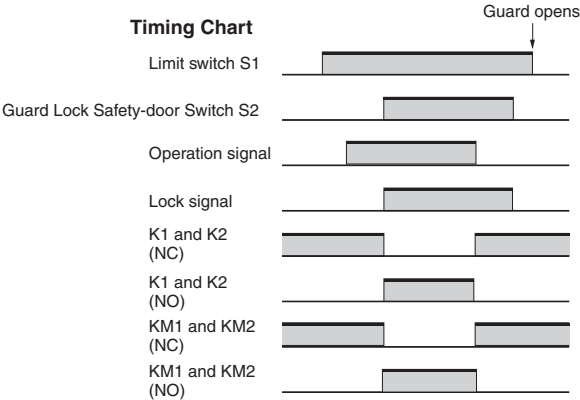 Guard opens
Timing Chart
Limit switch S1
Guard Lock Safety-door Switch S2
Operation signal
Lock signal
K1 and K2
(NC)
K1 and K2
(NO)
KM1 and KM2
(NC)
KM1 and KM2
(NO)